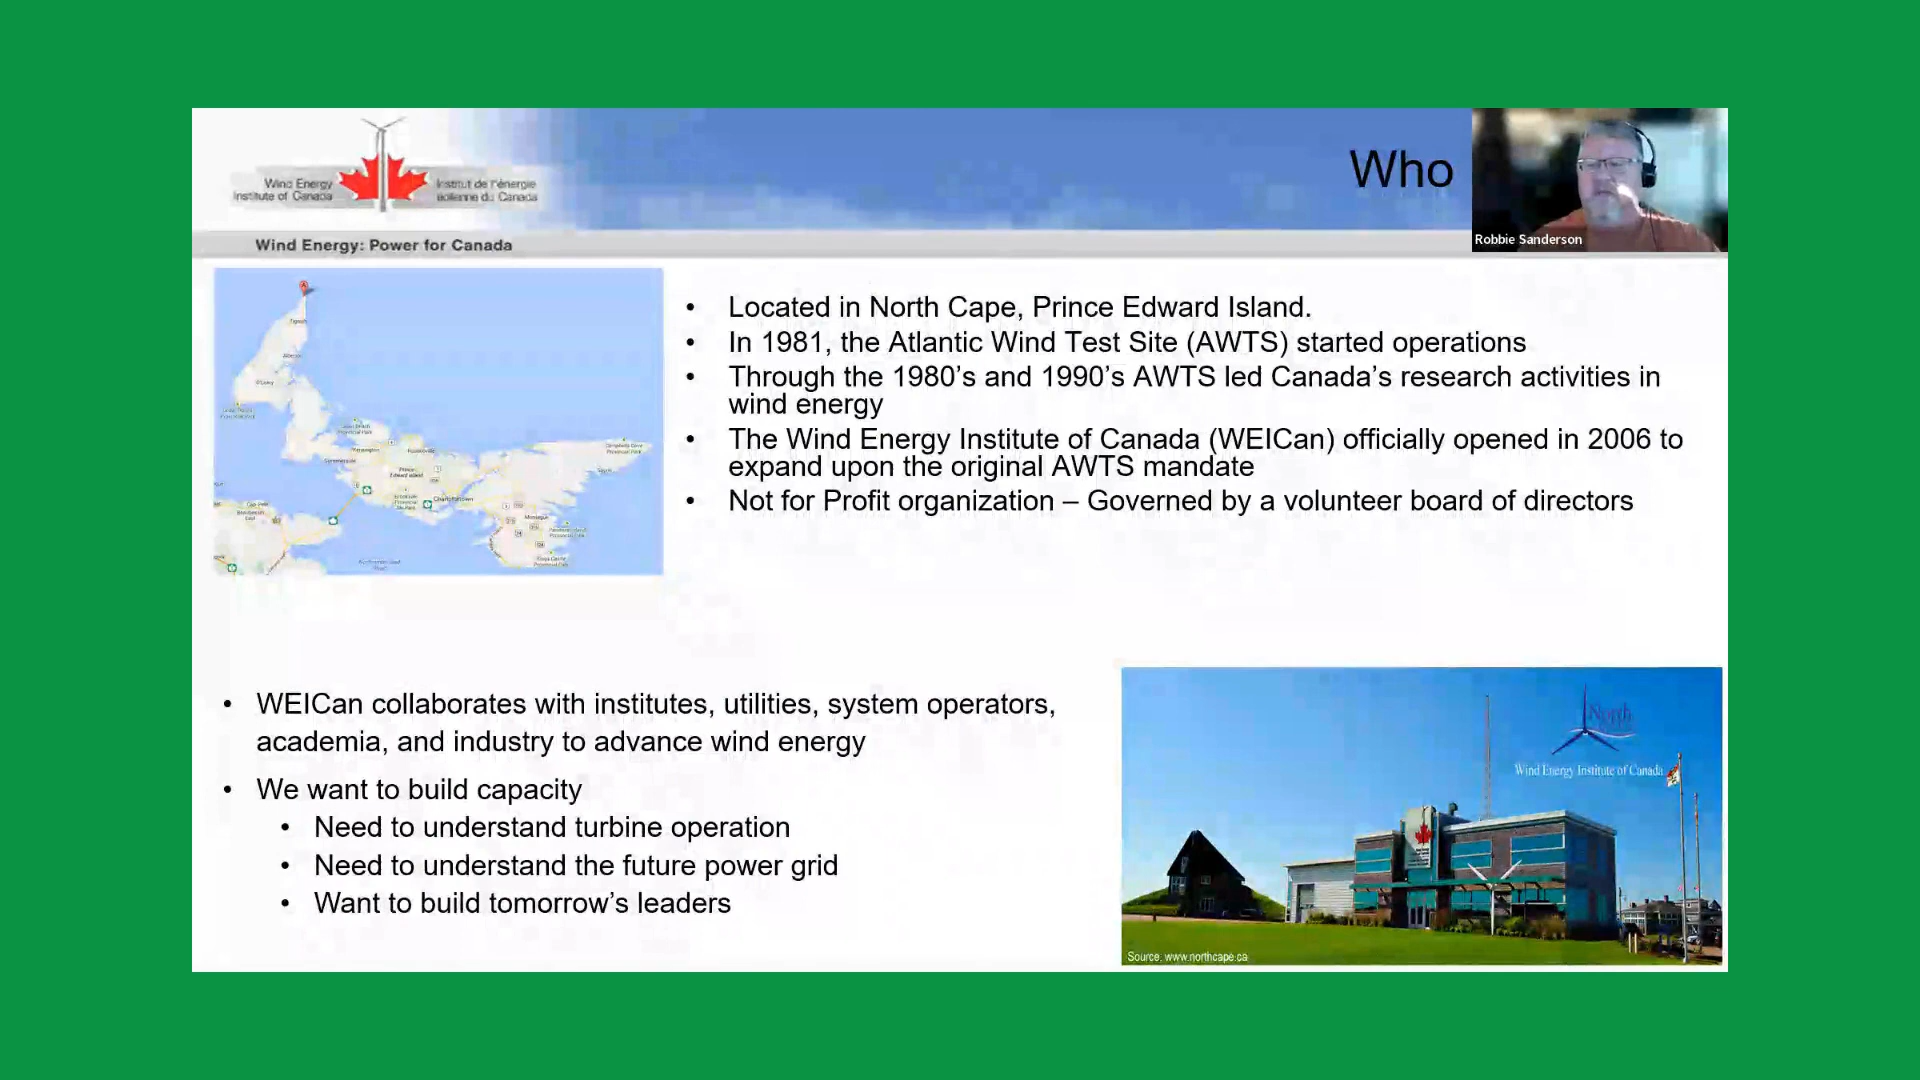 Wind Energy
Institute of Canada
Institut de l'énergie
éolienne du Canada
Who
Robbie Sanderson
Wind Energy: Power for Canada
• Located in North Cape, Prince Edward Island.
• In 1981, the Atlantic Wind Test Site (AWTS) started operations
• Through the 1980’s and 1990’s AWTS led Canada’s research activities in
wind energy
• The Wind Energy Institute of Canada (WEICan) officially opened in 2006 to
expand upon the original AWTS mandate
• Not for Profit organization – Governed by a volunteer board of directors
Charlottetown
• WEICan collaborates with institutes, utilities, system operators,
academia, and industry to advance wind energy
• We want to build capacity
• Need to understand turbine operation
• Need to understand the future power grid
• Want to build tomorrow’s leaders
North
Wind Energy Institute of Canada
Source: www.northcape.ca